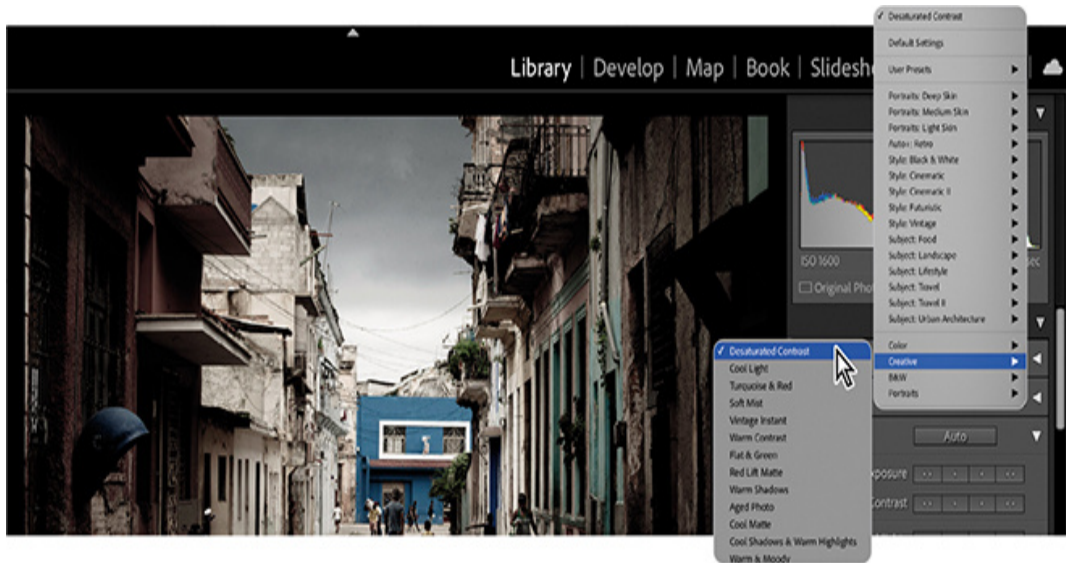 Library | Develop | Map | Book | Slidesh
ISO 1600
sec
Original Pho
Auto
xposure
Contrast
✓ Desaturated Contrast
Default Settings
User Presets
Portraits: Deep Skin
Portraits: Medium Skin
Portraits: Light Skin
Auto+: Retro
Style: Black & White
Style: Cinematic
Style: Cinematic II
Style: Futuristic
Style: Vintage
Subject: Food
Subject: Landscape
Subject: Lifestyle
Subject: Travel
Subject: Travel II
Subject: Urban Architecture
Color
Creative
B&W
Portraits
✓ Desaturated Contrast
Cool Light
Turquoise & Red
Soft Mist
Vintage Instant
Warm Contrast
Flat & Green
Red Lift Matte
Warm Shadows
Aged Photo
Cool Matte
Cool Shadows & Warm Highlights
Warm & Moody